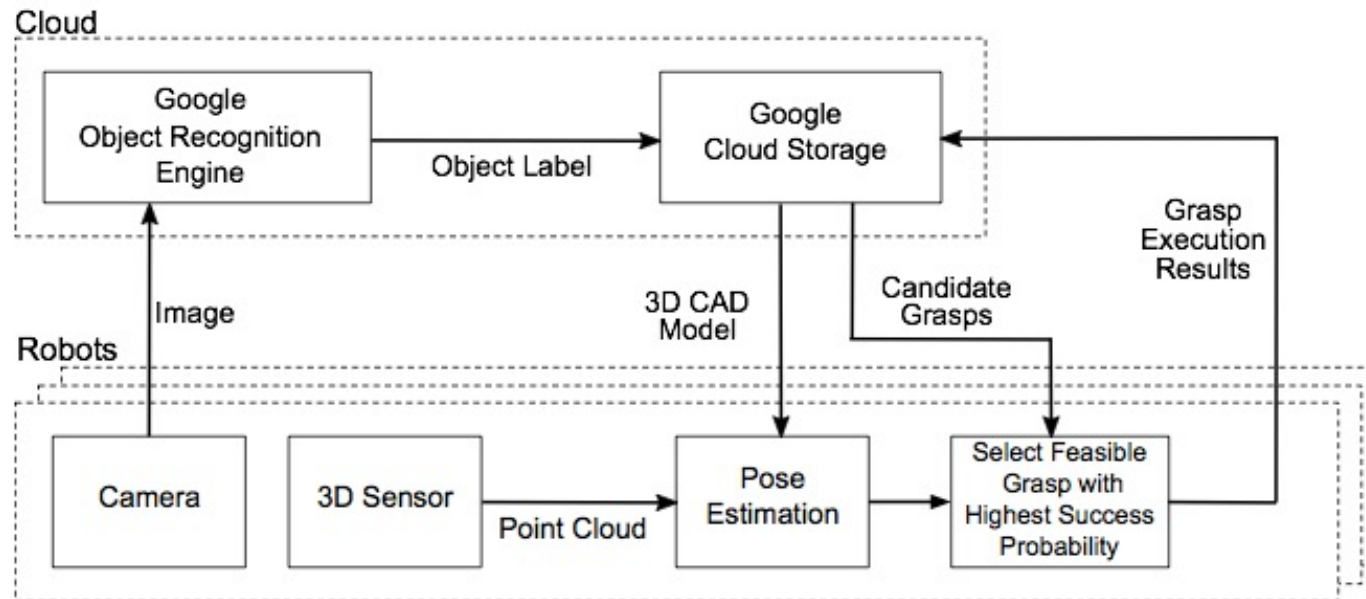 Cloud
Google
Object Recognition
Engine
Object Label
Google
Cloud Storage
Grasp
Execution
Results
Image
3D CAD
Model
Candidate
Grasps
Robots
Camera
3D Sensor
Point Cloud
Pose
Estimation
Select Feasible
Grasp with
Highest Success
Probability